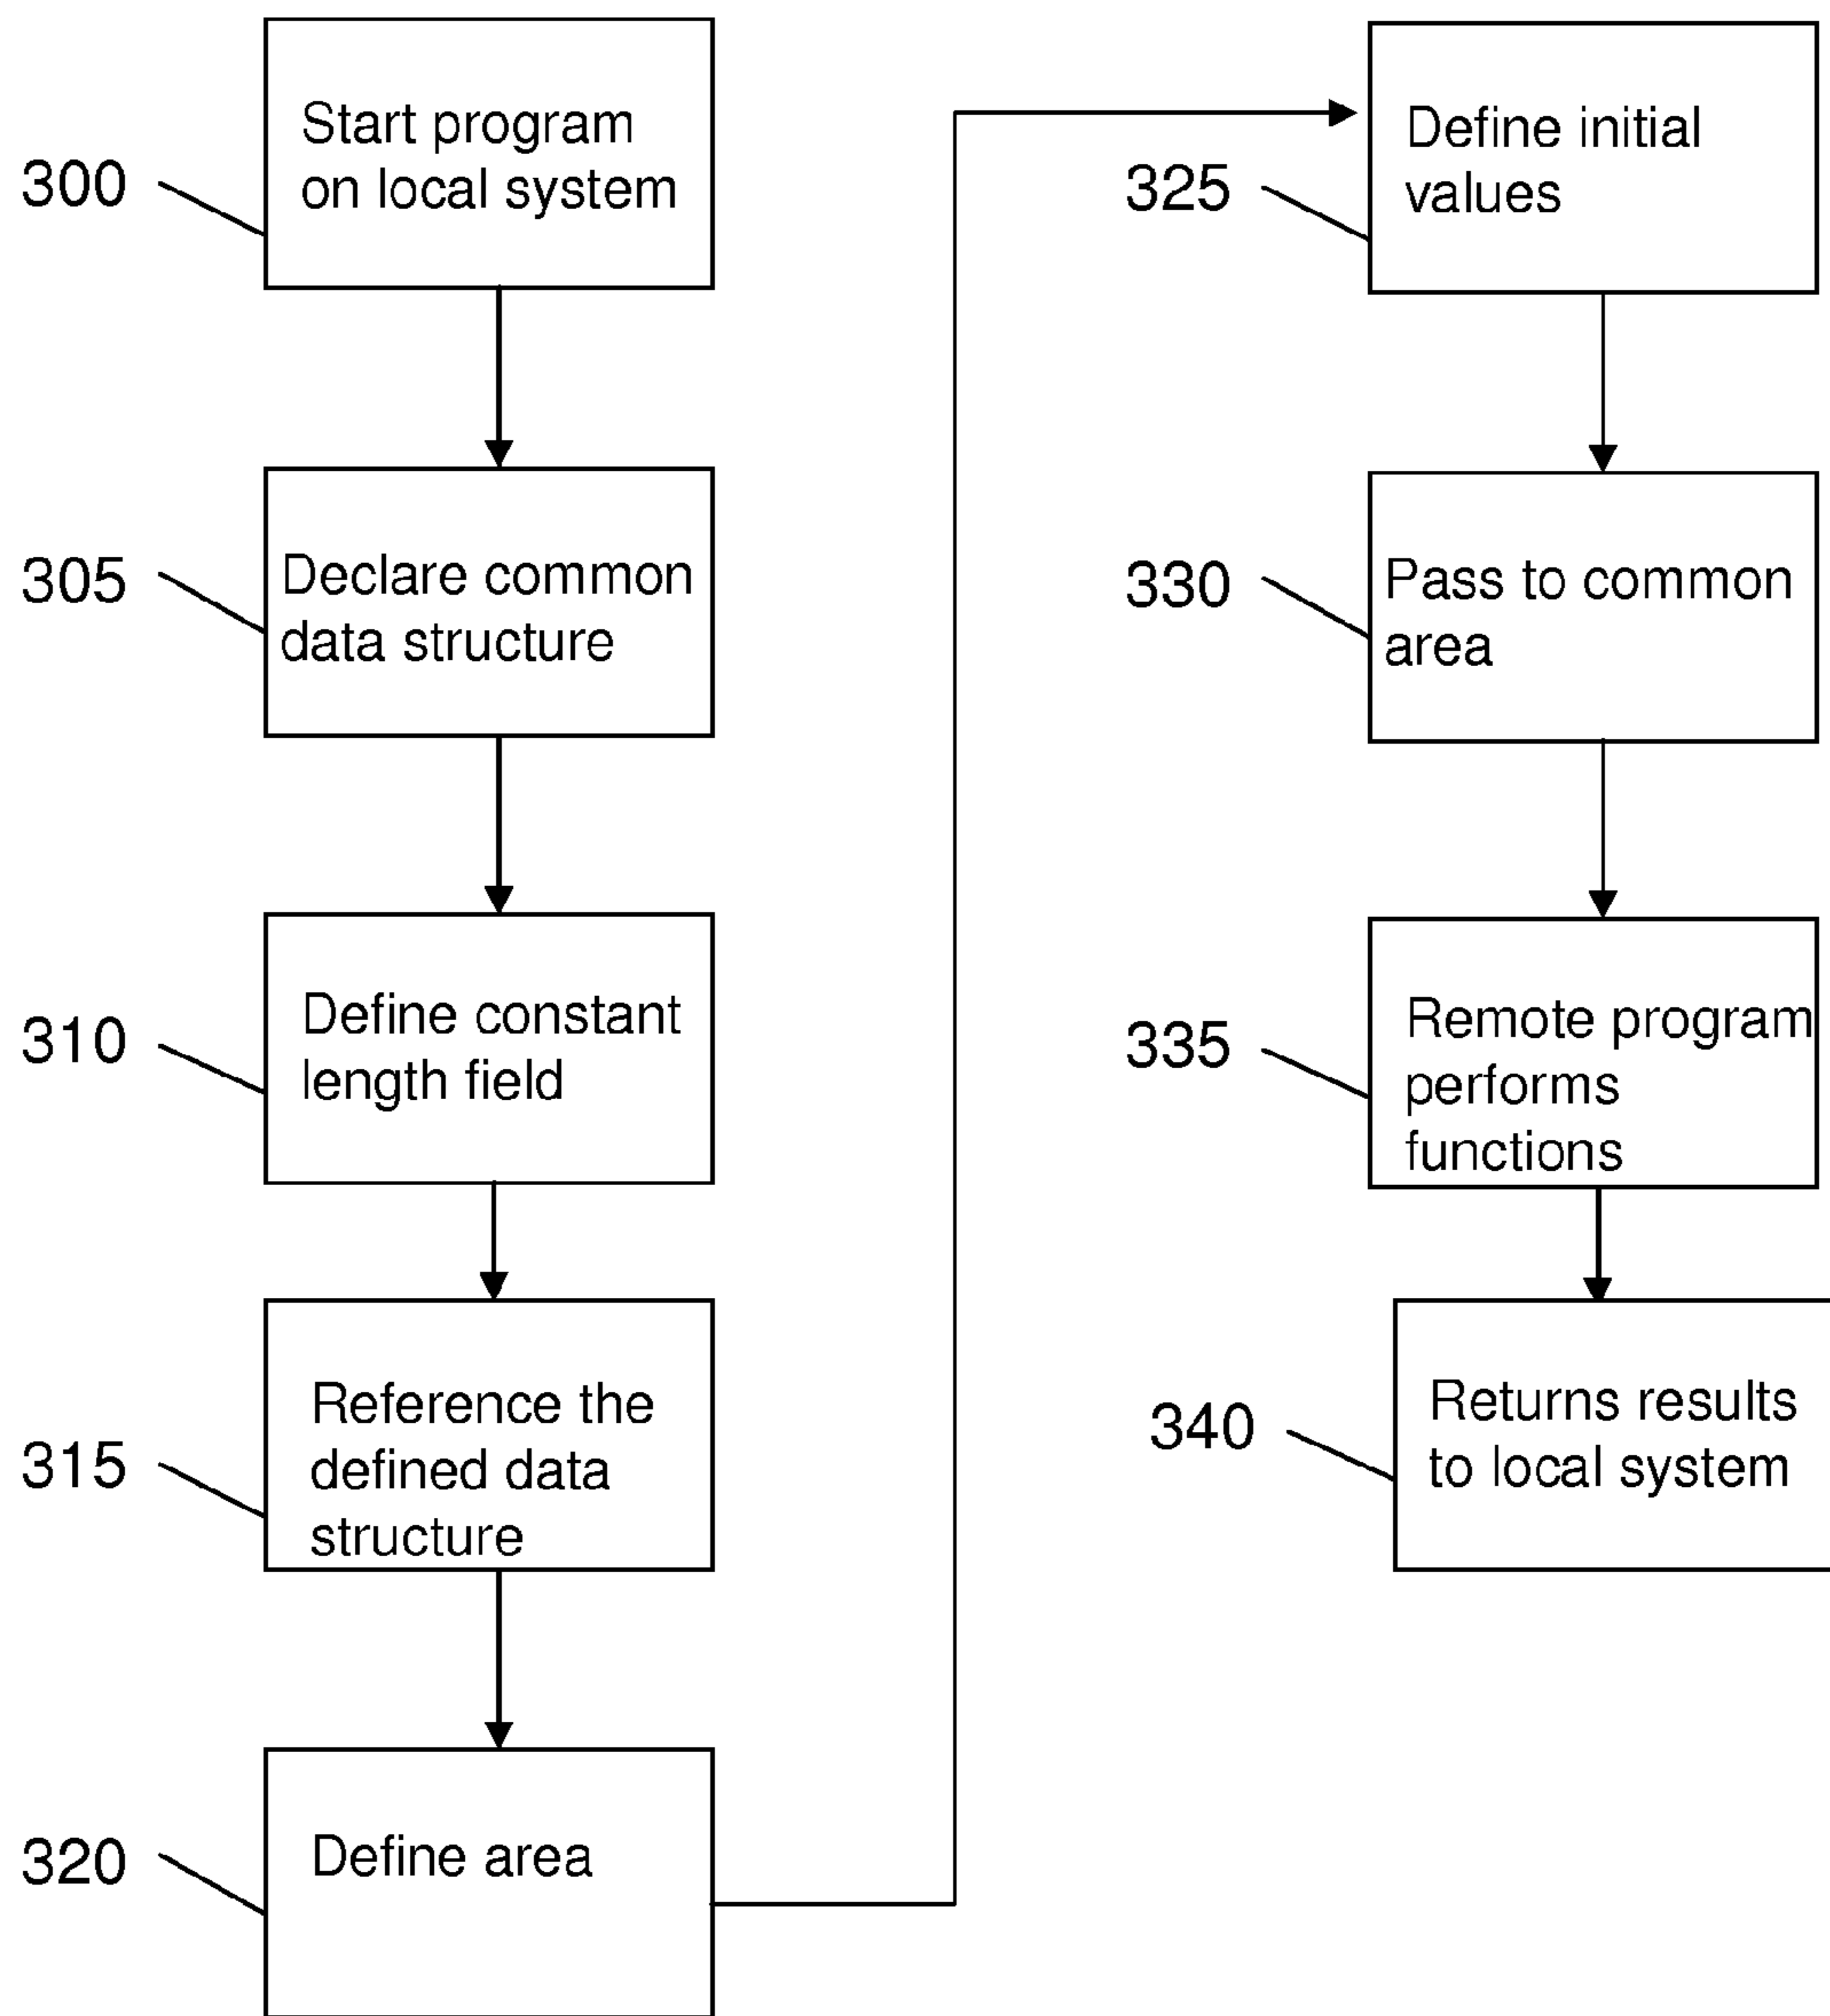 300
Start program
on local system
305
Declare common
data structure
310
Define constant
length field
315
Reference the
defined data
structure
320
Define area
325
Define initial
values
330
Pass to common
area
335
Remote program
performs
functions
340
Returns results
to local system